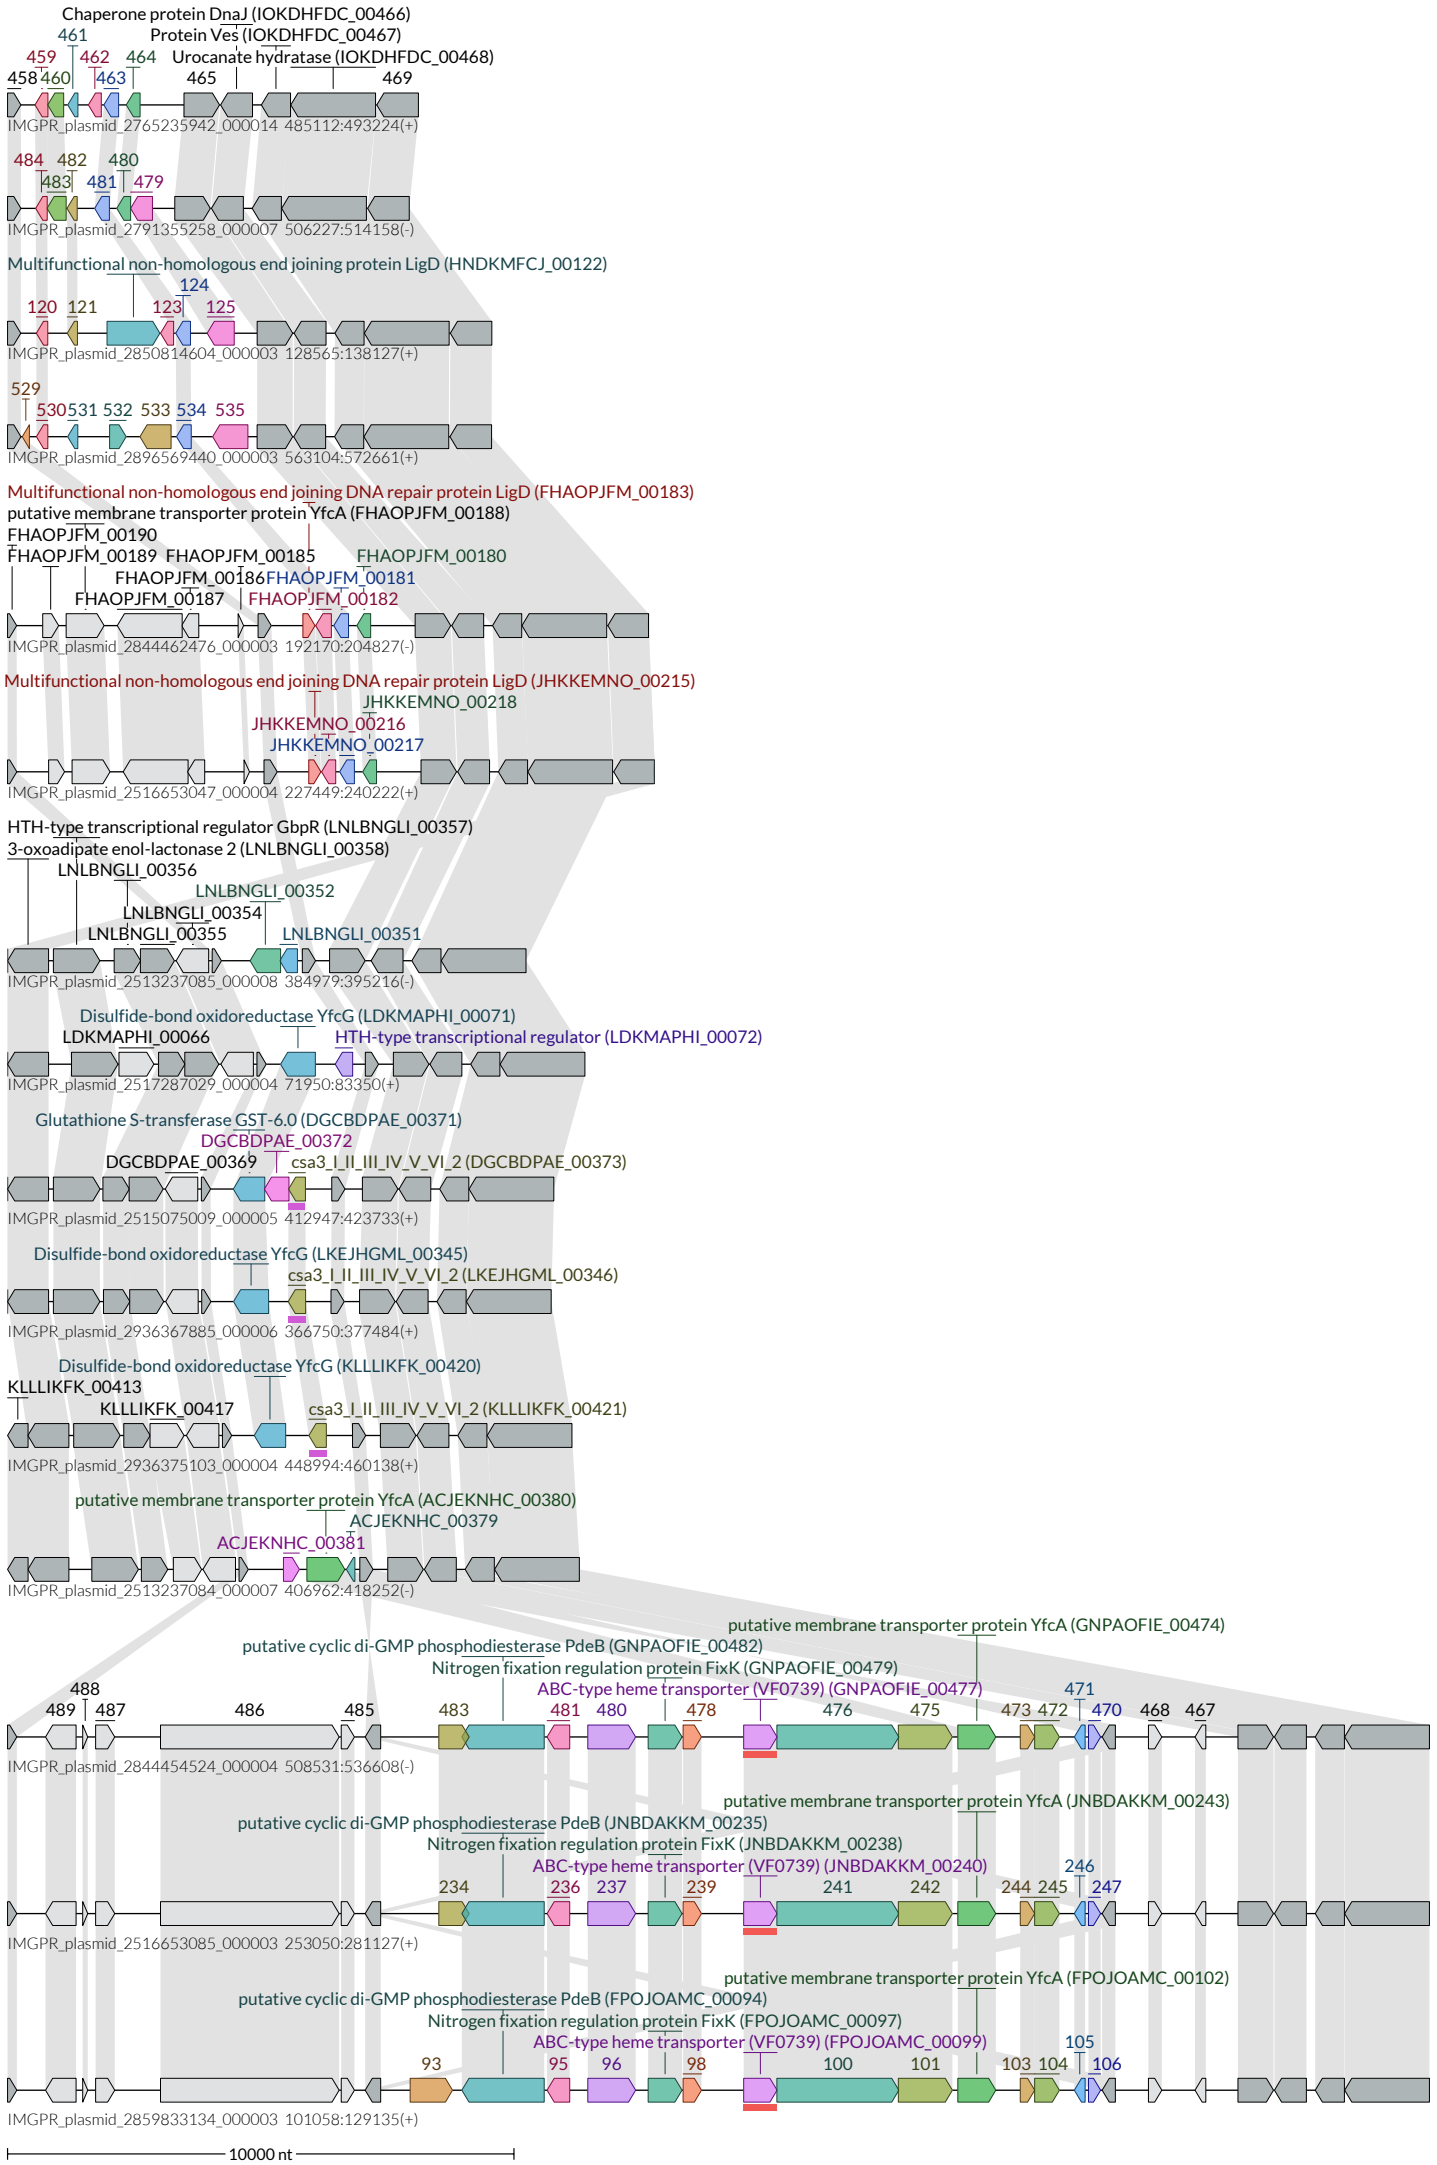 Chaperone protein DnaJ (IOKDHFDC_00466)
461 Protein Ves (IOKDHFDC_00467)
459 462 464 Urocanate hydratase (IOKDHFDC_00468)
458 460 463 465 469
IMGPR_plasmid_2765235942_000014 485112:493224(+)
484 482 480
483 481 479
IMGPR_plasmid_2791355258_000007 506227:514158(-)
Multifunctional non-homologous end joining protein LigD (HNDKMFCJ_00122)
124
120 121 123 125
IMGPR_plasmid_2850814604_000003 128565:138127(+)
529
530 531 532 533 534 535
IMGPR_plasmid_2896569440_000003 563104:572661(+)
Multifunctional non-homologous end joining DNA repair protein LigD (FHAOPJFM_00183)
putative membrane transporter protein YfcA (FHAOPJFM_00188)
FHAOPJFM_00190
FHAOPJFM_00189 FHAOPJFM_00185 FHAOPJFM_00180
FHAOPJFM_00186 FHAOPJFM_00181
FHAOPJFM_00187 FHAOPJFM_00182
IMGPR_plasmid_2844462476_000003 192170:204827(-)
Multifunctional non-homologous end joining DNA repair protein LigD (JHKKEMNO_00215)
JHKKEMNO_00218
JHKKEMNO_00216
JHKKEMNO_00217
IMGPR_plasmid_2516653047_000004 227449:240222(+)
HTH-type transcriptional regulator GbpR (LNLBNGLI_00357)
3-oxoadipate enol-lactonase 2 (LNLBNGLI_00358)
LNLBNGLI_00356
LNLBNGLI_00352
LNLBNGLI_00354
LNLBNGLI_00355 LNLBNGLI_00351
IMGPR_plasmid_2513237085_000008 384979:395216(-)
Disulfide-bond oxidoreductase YfcG (LDKMAPHI_00071)
LDKMAPHI_00066 HTH-type transcriptional regulator (LDKMAPHI_00072)
IMGPR_plasmid_2517287029_000004 71950:83350(+)
Glutathione S-transferase GST-6.0 (DGCBDPAE_00371)
DGCBDPAE_00372
DGCBDPAE_00369 csa3_I_II_III_IV_V_VI_2 (DGCBDPAE_00373)
IMGPR_plasmid_2515075009_000005 412947:423733(+)
Disulfide-bond oxidoreductase YfcG (LKEJHGML_00345)
csa3_I_II_III_IV_V_VI_2 (LKEJHGML_00346)
IMGPR_plasmid_2936367885_000006 366750:377484(+)
Disulfide-bond oxidoreductase YfcG (KLLLIKFK_00420)
KLLLIKFK_00413
KLLLIKFK_00417 csa3_I_II_III_IV_V_VI_2 (KLLLIKFK_00421)
IMGPR_plasmid_2936375103_000004 448994:460138(+)
putative membrane transporter protein YfcA (ACJEKNHC_00380)
ACJEKNHC_00379
ACJEKNHC_00381
IMGPR_plasmid_2513237084_000007 406962:418252(-)
putative membrane transporter protein YfcA (GNPAOFIE_00474)
putative cyclic di-GMP phosphodiesterase PdeB (GNPAOFIE_00482)
Nitrogen fixation regulation protein FixK (GNPAOFIE_00479)
488 ABC-type heme transporter (VF0739) (GNPAOFIE_00477) 471
489 487 486 485 483 481 480 478 476 475 473 472 470 468 467
IMGPR_plasmid_2844454524_000004 508531:536608(-)
putative membrane transporter protein YfcA (JNBDAKKM_00243)
putative cyclic di-GMP phosphodiesterase PdeB (JNBDAKKM_00235)
Nitrogen fixation regulation protein FixK (JNBDAKKM_00238)
ABC-type heme transporter (VF0739) (JNBDAKKM_00240) 246
234 236 237 239 241 242 244 245 247
IMGPR_plasmid_2516653085_000003 253050:281127(+)
putative membrane transporter protein YfcA (FPOJOAMC_00102)
putative cyclic di-GMP phosphodiesterase PdeB (FPOJOAMC_00094)
Nitrogen fixation regulation protein FixK (FPOJOAMC_00097)
ABC-type heme transporter (VF0739) (FPOJOAMC_00099) 105
93 95 96 98 100 101 103 104 106
IMGPR_plasmid_2859833134_000003 101058:129135(+)
10000 nt